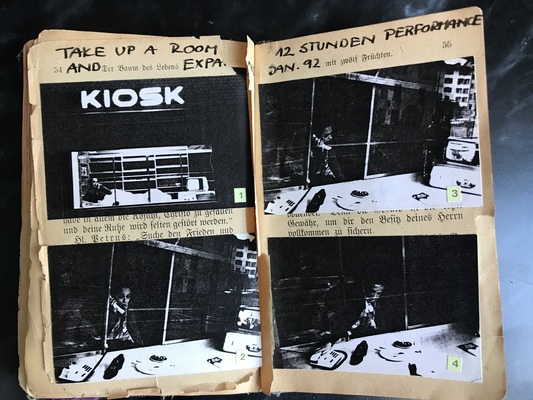 TAKE UP A ROOM
54 Der Baum des Lebens
AND EXPA.
KIOSK
1
habe in allem die Absicht, Christo zu gefallen
und deine Ruhe wird selten gestört werden."
Hl. Petrus: „Suche den Frieden und
2
12 STUNDEN PERFORMANCE
JAN. 92
mit zwölf Früchten. 55
3
Gewähr, um dir den Besitz deines Herrn
vollkommen zu sichern.
4